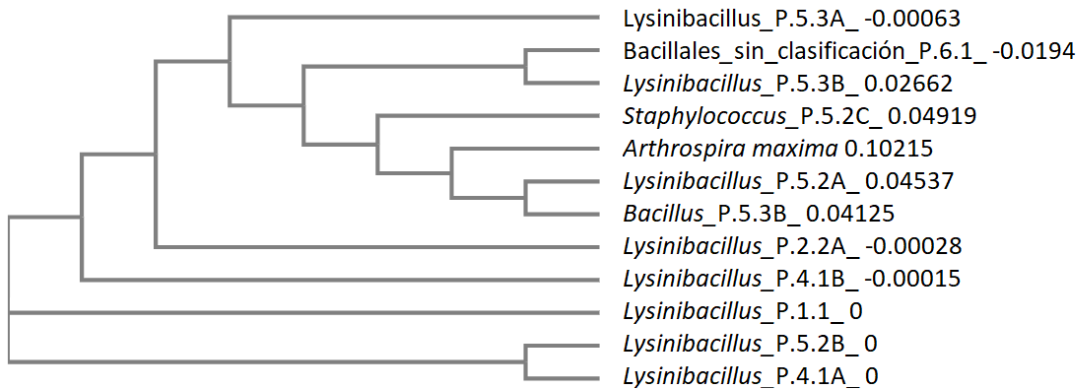 Lysinibacillus_P.5.3A_ -0.00063
Bacillales_sin_clasificación_P.6.1_ -0.0194
Lysinibacillus_P.5.3B_ 0.02662
Staphylococcus_P.5.2C_ 0.04919
Arthrospira maxima 0.10215
Lysinibacillus_P.5.2A_ 0.04537
Bacillus_P.5.3B_ 0.04125
Lysinibacillus_P.2.2A_ -0.00028
Lysinibacillus_P.4.1B_ -0.00015
Lysinibacillus_P.1.1_ 0
Lysinibacillus_P.5.2B_ 0
Lysinibacillus_P.4.1A_ 0